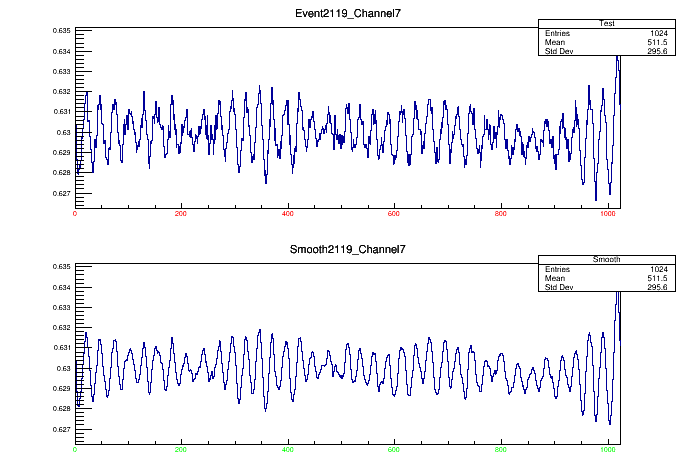 Event2119_Channel7
Test
Entries 1024
Mean 511.5
Std Dev 295.6
0.635
0.634
0.633
0.632
0.631
0.63
0.629
0.628
0.627
0 200 400 600 800 1000
Smooth2119_Channel7
Smooth
Entries 1024
Mean 511.5
Std Dev 295.6
0.635
0.634
0.633
0.632
0.631
0.63
0.629
0.628
0.627
0 200 400 600 800 1000